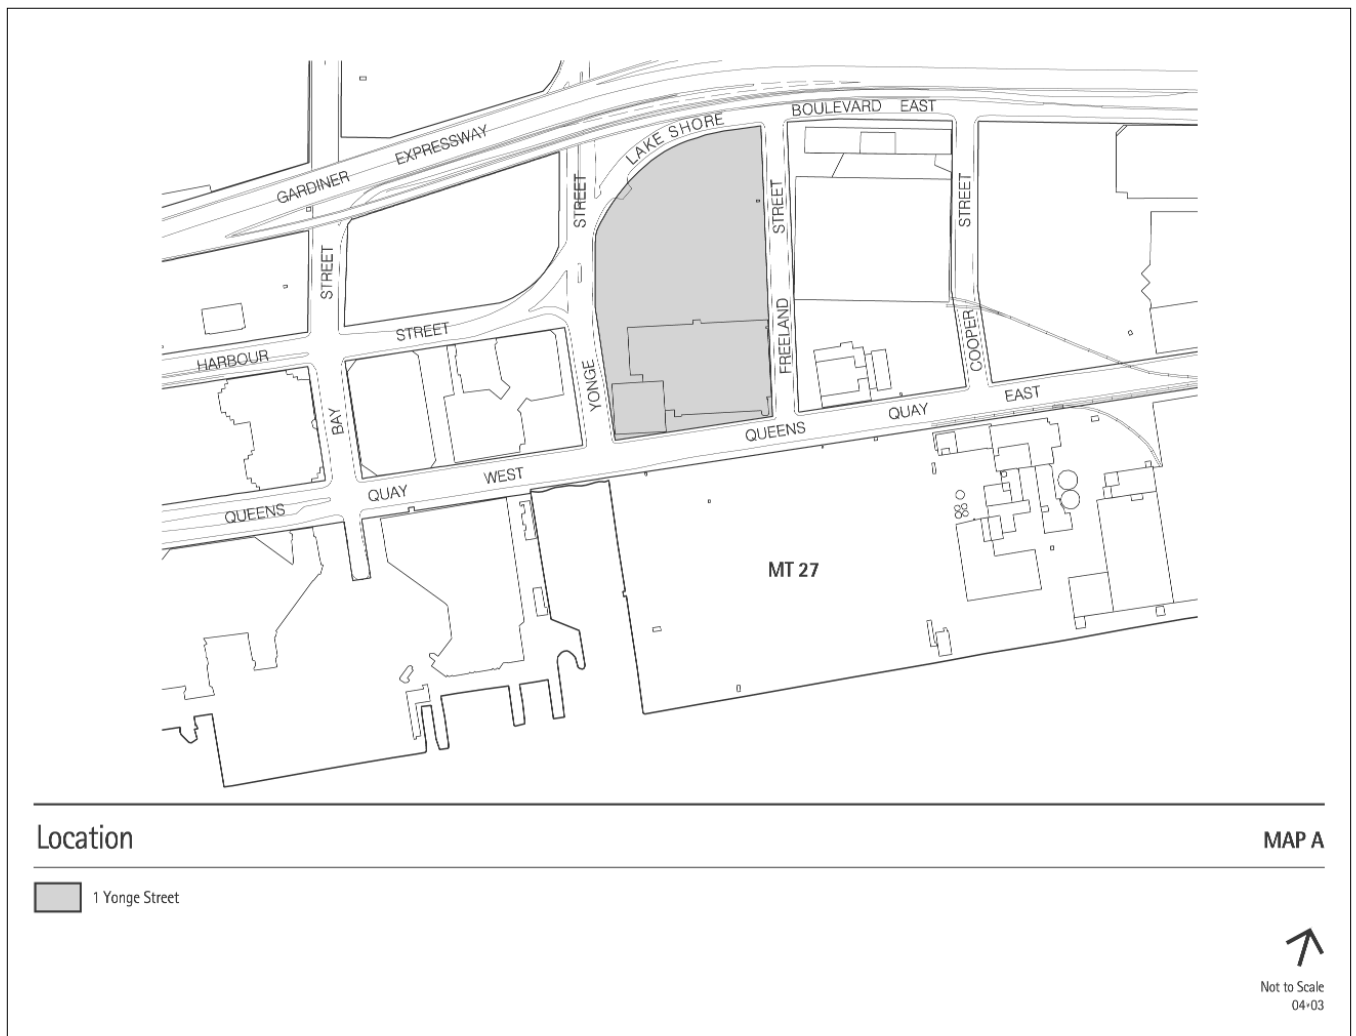 BOULEVARD EAST
LAKE SHORE
GARDINER EXPRESSWAY
STREET
STREET
STREET
STREET
HARBOUR STREET
FREELAND
COOPER
YONGE
BAY
QUEENS QUAY EAST
QUEENS QUAY WEST
MT 27
Location
MAP A
1 Yonge Street
Not to Scale
04•03